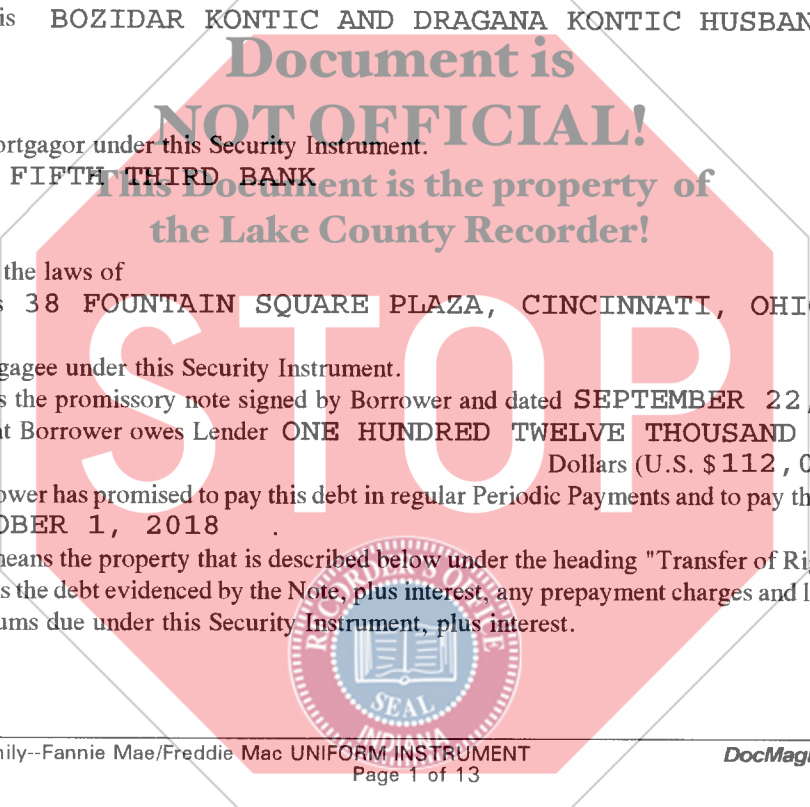 is BOZIDAR KONTIC AND DRAGANA KONTIC HUSBAN
Document is
NOT OFFICIAL!
ortgagor under this Security Instrument.
FIFTH THIRD BANK
This Document is the property of
the Lake County Recorder!
the laws of
s 38 FOUNTAIN SQUARE PLAZA, CINCINNATI, OHIO
STOP
gagee under this Security Instrument.
s the promissory note signed by Borrower and dated SEPTEMBER 22,
at Borrower owes Lender ONE HUNDRED TWELVE THOUSAND
Dollars (U.S. $112,0
ower has promised to pay this debt in regular Periodic Payments and to pay th
OBER 1, 2018 .
neans the property that is described below under the heading "Transfer of Ri
s the debt evidenced by the Note, plus interest, any prepayment charges and l
ums due under this Security Instrument, plus interest.
RECORDER'S OFFICE
SEAL
INDIANA
nily--Fannie Mae/Freddie Mac UNIFORM INSTRUMENT
DocMag
Page 1 of 13